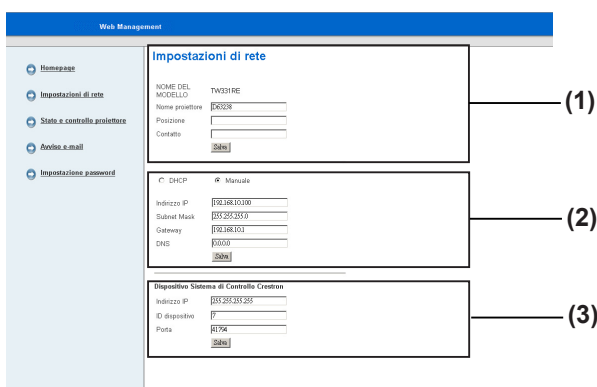 Web Management
Homepage
Impostazioni di rete
Stato e controllo proiettore
Avviso e-mail
Impostazione password
Impostazioni di rete
NOME DEL MODELLO TW331RE
Nome proiettore D63238
Posizione
Contatto
Salva
(1)
DHCP Manuale
Indirizzo IP 192.168.10.100
Subnet Mask 255.255.255.0
Gateway 192.168.10.1
DNS 0.0.0.0
Salva
(2)
Dispositivo Sistema di Controllo Crestron
Indirizzo IP 255.255.255.255
ID dispositivo 7
Porta 41794
Salva
(3)